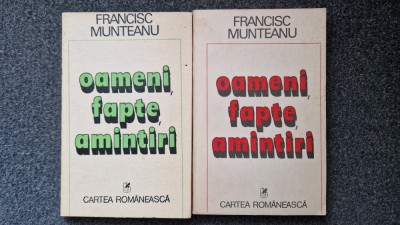 FRANCISC
MUNTEANU
oameni,
fapte,
amintiri
CARTEA ROMÂNEASCĂ
FRANCISC
MUNTEANU
oameni,
fapte,
amintiri
CARTEA ROMÂNEASCĂ